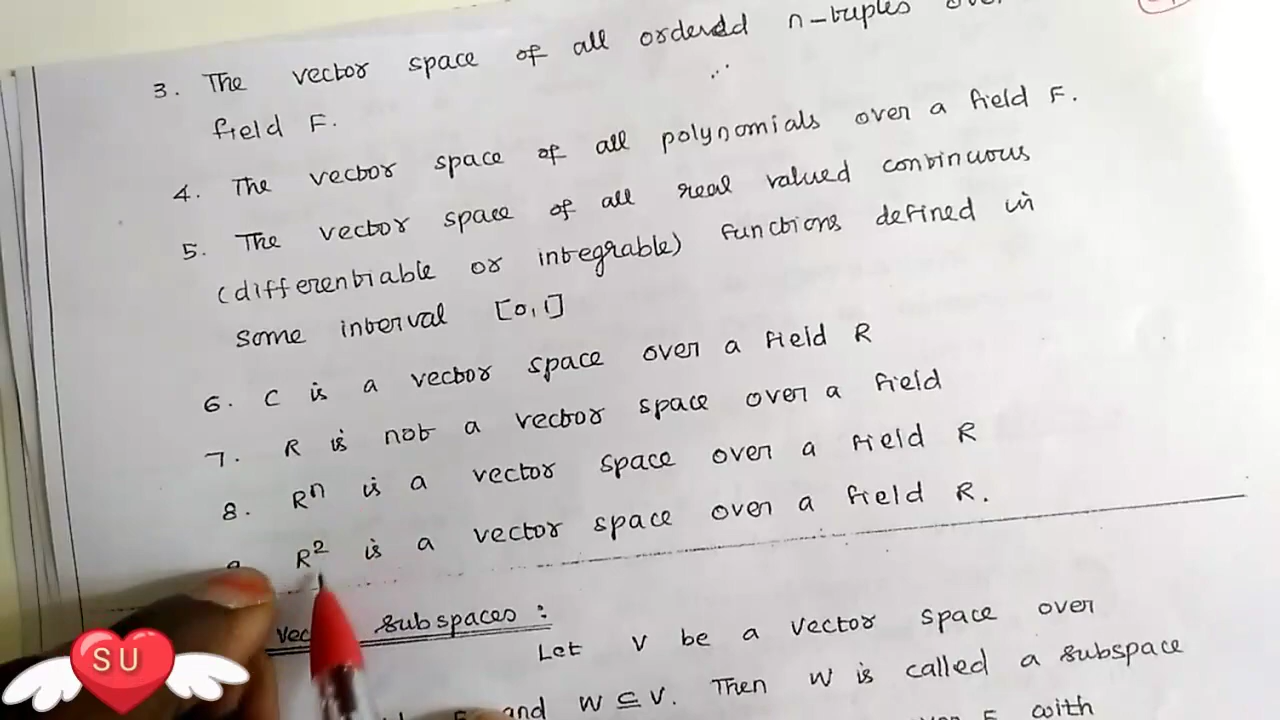 3. The vector space of all ordered n-tuples over
field F.
4. The vector space of all polynomials over a field F.
5. The vector space of all real valued continuous
(differentiable or integrable) functions defined in
some interval [0,1]
6. C is a vector space over a field R
7. R is not a vector space over a field
8. Rⁿ is a vector space over a field R
R² is a vector space over a field R.
subspaces:
Let V be a vector space over
and W ⊆ V. Then W is called a subspace
F with
SU